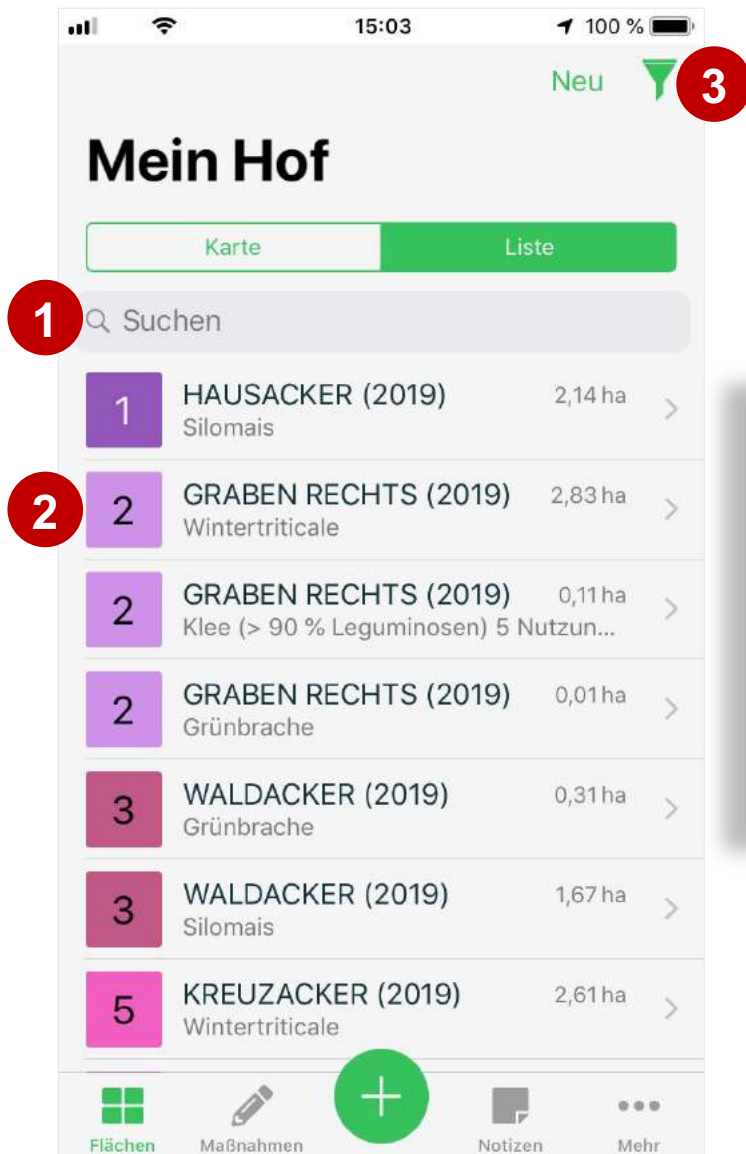 15:03 100 %
Neu 3
Mein Hof
Karte Liste
1 Suchen
1 HAUSACKER (2019) 2,14 ha
Silomais
2 2 GRABEN RECHTS (2019) 2,83 ha
Wintertriticale
2 GRABEN RECHTS (2019) 0,11 ha
Klee (> 90 % Leguminosen) 5 Nutzun...
2 GRABEN RECHTS (2019) 0,01 ha
Grünbrache
3 WALDACKER (2019) 0,31 ha
Grünbrache
3 WALDACKER (2019) 1,67 ha
Silomais
5 KREUZACKER (2019) 2,61 ha
Wintertriticale
Flächen Maßnahmen Notizen Mehr